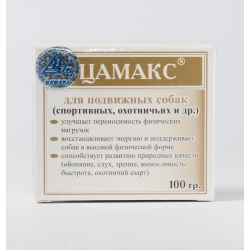 ЦАМАКС
ЦАМАКС®
для подвижных собак
(спортивных, охотничьих и др.)
улучшает переносимость физических
нагрузок
восстанавливает энергию и поддерживает
собак в высокой физической форме
способствует развитию природных качеств
(обоняние, слух, зрение, выносливость,
быстрота, охотничий азарт)
100 гр.